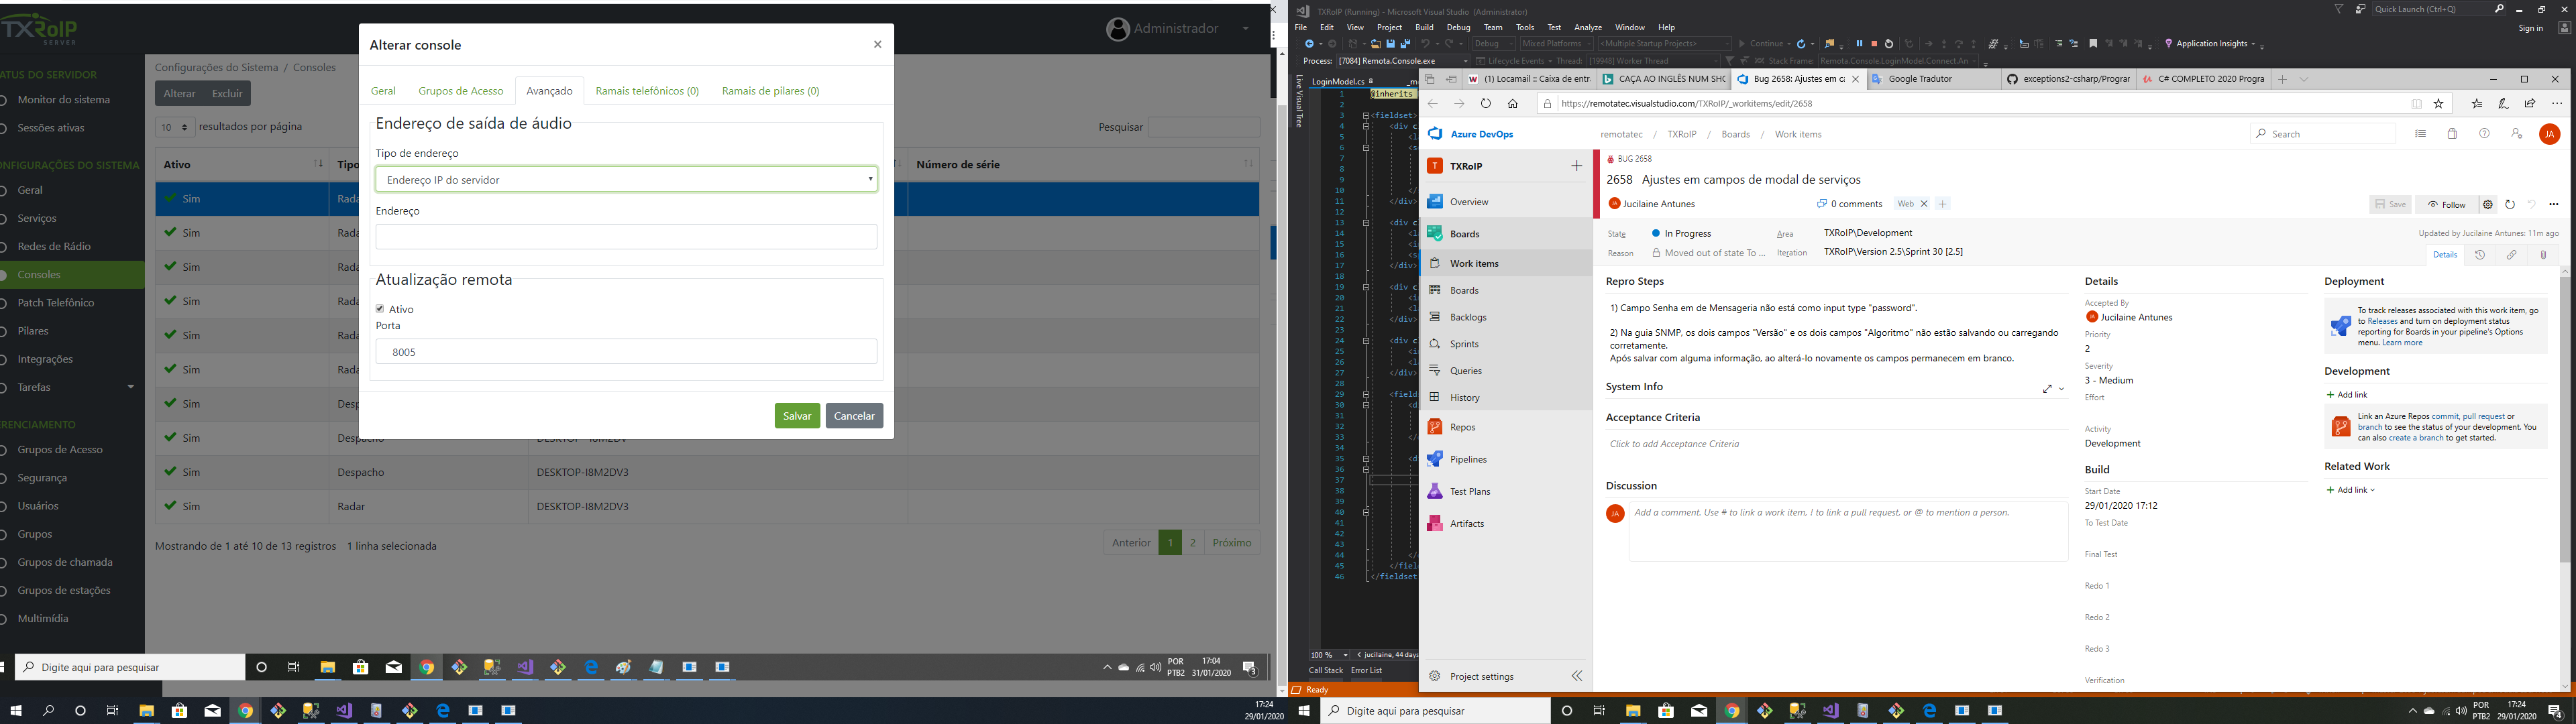 TXRoIP
SERVER
Administrador
ATUS DO SERVIDOR
Monitor do sistema
Sessões ativas
ONFIGURAÇÕES DO SISTEMA
Geral
Serviços
Redes de Rádio
Consoles
Patch Telefônico
Pilares
Integrações
Tarefas
ERENCIAMENTO
Grupos de Acesso
Segurança
Usuários
Grupos
Grupos de chamada
Grupos de estações
Multimídia
Configurações do Sistema / Consoles
Alterar Excluir
10 resultados por página
Pesquisar
Ativo Tipo Número de série
Sim Rada
Sim Rada
Sim Rada
Sim Rada
Sim Rada
Sim Rada
Sim Desp
Sim Despacho DESKTOP-I8M2DV3
Sim Despacho DESKTOP-I8M2DV3
Sim Radar DESKTOP-I8M2DV3
Mostrando de 1 até 10 de 13 registros 1 linha selecionada
Anterior 1 2 Próximo
Alterar console
Geral Grupos de Acesso Avançado Ramais telefônicos (0) Ramais de pilares (0)
Endereço de saída de áudio
Tipo de endereço
Endereço IP do servidor
Endereço
Atualização remota
Ativo
Porta
8005
Salvar Cancelar
Digite aqui para pesquisar
POR
PTB2
17:04
31/01/2020
3
17:24
29/01/2020
TXRoIP (Running) - Microsoft Visual Studio (Administrator)
Quick Launch (Ctrl+Q)
File Edit View Project Build Debug Team Tools Test Analyze Window Help
Sign in
Debug Miced Platforms <Multiple Startup Projects> Continue Application Insights
Process: [7084] Remota.Console.exe Lifecycle Events Thread: [19948] Worker Thread Stack Frame: Remota.Console.LoginModel.Connect.An
Live Visual Tree
LoginModel.cs
@inherits
<fieldset>
<div c
</div>
<div c
</div>
<div c
</div>
<div c
</div>
<field
</fiel
</fieldset
100 %
jucilaine, 44 days
Call Stack Error List
Ready
(1) Locamail :: Caixa de entra
CAÇA AO INGLÊS NUM SHO
Bug 2658: Ajustes em ca
Google Tradutor
exceptions2-csharp/Progran
C# COMPLETO 2020 Progra
https://remotatec.visualstudio.com/TXRoIP/_workitems/edit/2658
Azure DevOps
remotatec / TXRoIP / Boards / Work items
Search
JA
T TXRoIP
Overview
Boards
Work items
Boards
Backlogs
Sprints
Queries
History
Repos
Pipelines
Test Plans
Artifacts
Project settings
BUG 2658
2658 Ajustes em campos de modal de serviços
JA Jucilaine Antunes
0 comments
Web
Save
Follow
State In Progress
Area TXRoIP\Development
Updated by Jucilaine Antunes: 11m ago
Reason Moved out of state To ...
Iteration TXRoIP\Version 2.5\Sprint 30 [2.5]
Details
Repro Steps
1) Campo Senha em de Mensageria não está como input type "password".
2) Na guia SNMP, os dois campos "Versão" e os dois campos "Algoritmo" não estão salvando ou carregando
corretamente.
Após salvar com alguma informação, ao alterá-lo novamente os campos permanecem em branco.
System Info
Acceptance Criteria
Click to add Acceptance Criteria
Discussion
JA
Add a comment. Use # to link a work item, ! to link a pull request, or @ to mention a person.
Details
Accepted By
JA Jucilaine Antunes
Priority
2
Severity
3 - Medium
Effort
Activity
Development
Build
Start Date
29/01/2020 17:12
To Test Date
Final Test
Redo 1
Redo 2
Redo 3
Verification
Deployment
To track releases associated with this work item, go
to Releases and turn on deployment status
reporting for Boards in your pipeline's Options
menu. Learn more
Development
Add link
Link an Azure Repos commit, pull request or
branch to see the status of your development. You
can also create a branch to get started.
Related Work
Add link
Digite aqui para pesquisar
POR
PTB2
17:24
29/01/2020
4